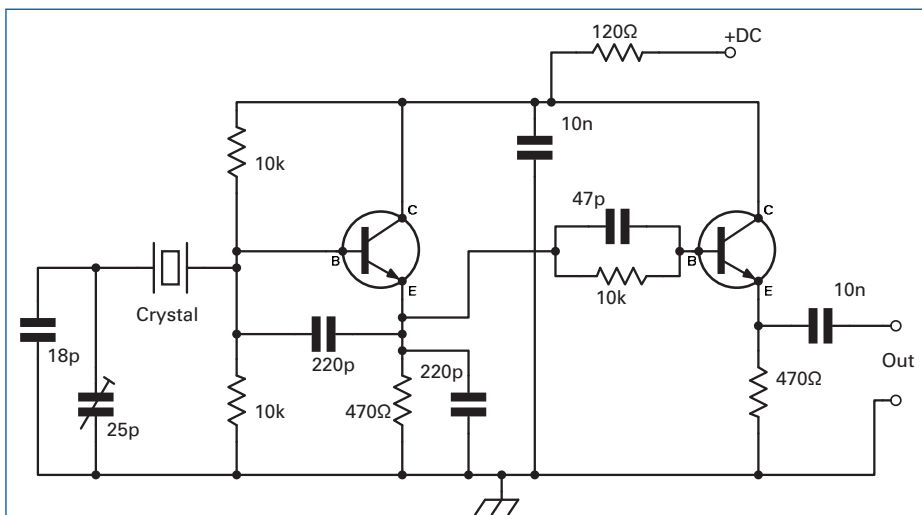 120Ω
+DC
10k
10n
C
B
E
47p
C
B
E
10k
10n
Crystal
18p
25p
220p
220p
10k
470Ω
470Ω
Out